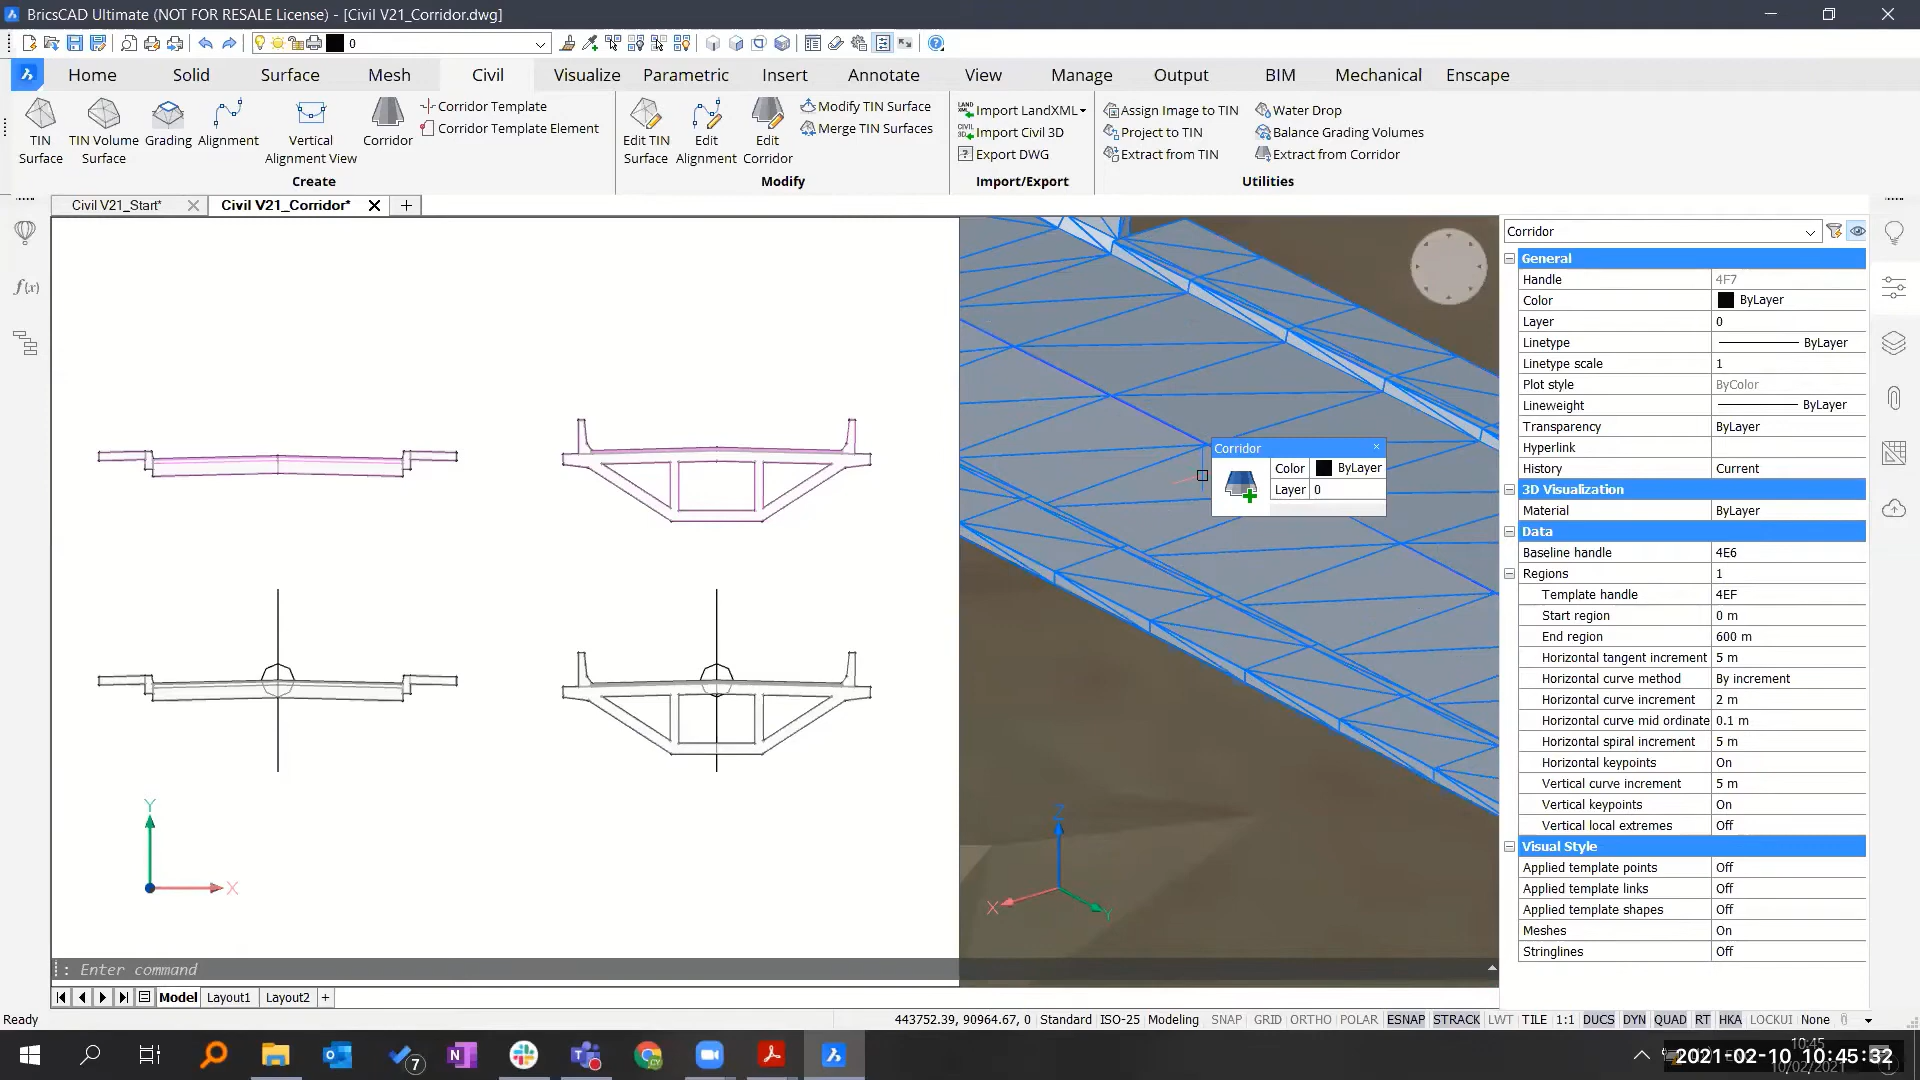 BricsCAD Ultimate (NOT FOR RESALE License) - [Civil V21_Corridor.dwg]
0
Home Solid Surface Mesh Civil Visualize Parametric Insert Annotate View Manage Output BIM Mechanical Enscape
TIN Surface
TIN Volume Surface
Grading
Alignment
Vertical Alignment View
Corridor
Corridor Template
Corridor Template Element
Create
Edit TIN Surface
Edit Alignment
Edit Corridor
Modify TIN Surface
Merge TIN Surfaces
Modify
Import LandXML
Import Civil 3D
Export DWG
Import/Export
Assign Image to TIN
Project to TIN
Extract from TIN
Water Drop
Balance Grading Volumes
Extract from Corridor
Utilities
Civil V21_Start*
Civil V21_Corridor*
f(x)
Y
X
Z
X
Y
Corridor
Color ByLayer
Layer 0
Corridor
General
Handle 4F7
Color ByLayer
Layer 0
Linetype ByLayer
Linetype scale 1
Plot style ByColor
Lineweight ByLayer
Transparency ByLayer
Hyperlink
History Current
3D Visualization
Material ByLayer
Data
Baseline handle 4E6
Regions 1
Template handle 4EF
Start region 0 m
End region 600 m
Horizontal tangent increment 5 m
Horizontal curve method By increment
Horizontal curve increment 2 m
Horizontal curve mid ordinate 0.1 m
Horizontal spiral increment 5 m
Horizontal keypoints On
Vertical curve increment 5 m
Vertical keypoints On
Vertical local extremes Off
Visual Style
Applied template points Off
Applied template links Off
Applied template shapes Off
Meshes On
Stringlines Off
: Enter command
Model Layout1 Layout2 +
Ready
443752.39, 90964.67, 0 Standard ISO-25 Modeling SNAP GRID ORTHO POLAR ESNAP STRACK LWT TILE 1:1 DUCS DYN QUAD RT HKA LOCKUI None
7
10:45
2021-02-10 10:45:32
10/02/2021